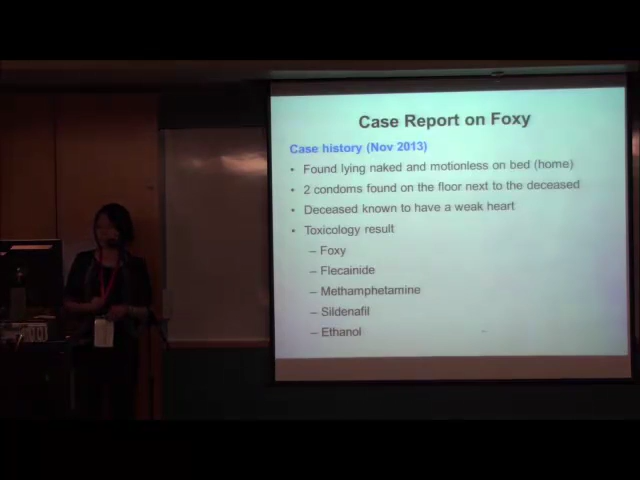 Case Report on Foxy
Case history (Nov 2013)
• Found lying naked and motionless on bed (home)
• 2 condoms found on the floor next to the deceased
• Deceased known to have a weak heart
• Toxicology result
– Foxy
– Flecainide
– Methamphetamine
– Sildenafil
– Ethanol